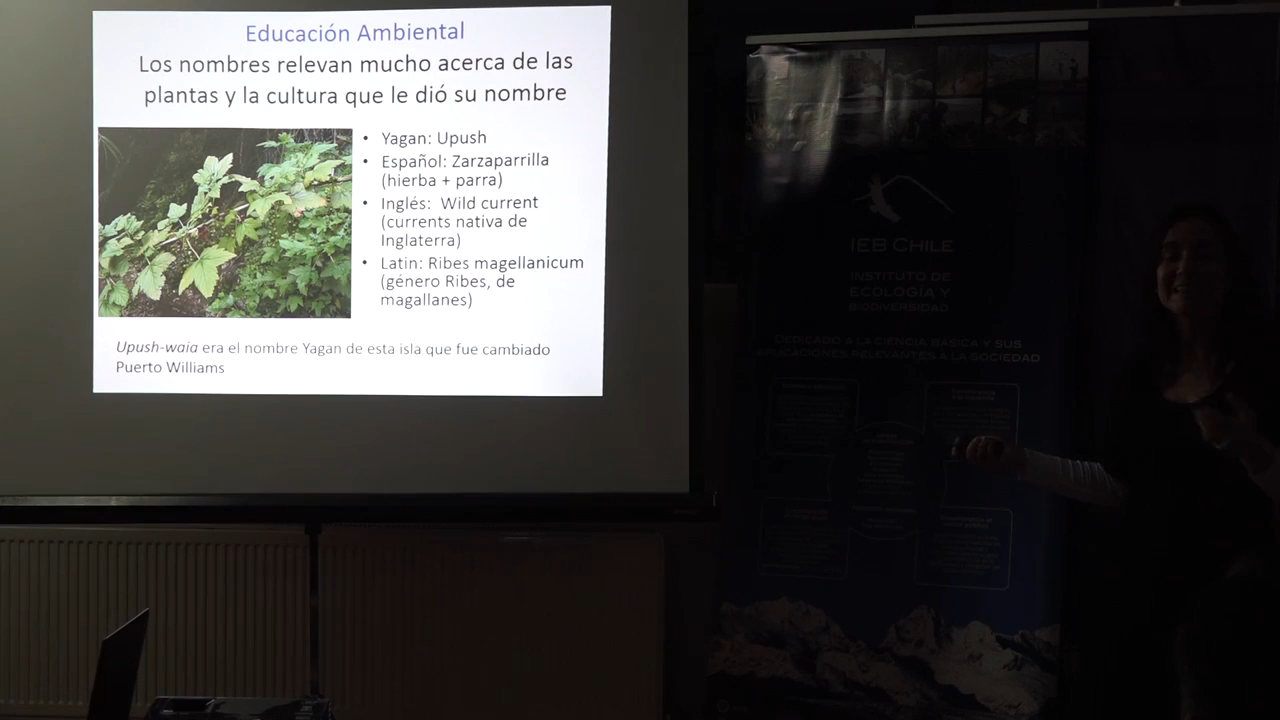 Educación Ambiental
Los nombres relevan mucho acerca de las
plantas y la cultura que le dió su nombre
• Yagan: Upush
• Español: Zarzaparrilla
(hierba + parra)
• Inglés: Wild current
(currents nativa de
Inglaterra)
• Latin: Ribes magellanicum
(género Ribes, de
magallanes)
Upush-waia era el nombre Yagan de esta isla que fue cambiado
Puerto Williams
IEB CHILE
INSTITUTO DE
ECOLOGÍA Y
BIODIVERSIDAD
DEDICADO A LA CIENCIA BÁSICA Y SUS
APLICACIONES RELEVANTES A LA SOCIEDAD